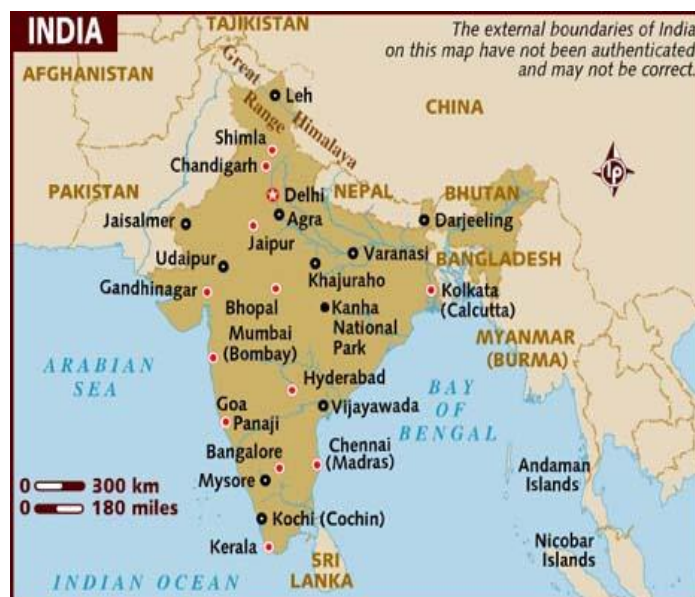 INDIA
TAJIKISTAN
The external boundaries of India
on this map have not been authenticated
and may not be correct.
AFGHANISTAN
Great
Range
Himalaya
Leh
CHINA
Shimla
Chandigarh
PAKISTAN
Delhi
NEPAL
BHUTAN
LP
Jaisalmer
Agra
Darjeeling
Jaipur
Udaipur
Varanasi
BANGLADESH
Khajuraho
Gandhinagar
Bhopal
Kanha
National
Park
Kolkata
(Calcutta)
Mumbai
(Bombay)
MYANMAR
(BURMA)
ARABIAN
SEA
Hyderabad
BAY
OF
BENGAL
Goa
Panaji
Vijayawada
Bangalore
Chennai
(Madras)
Mysore
Andaman
Islands
0 300 km
0 180 miles
Kochi (Cochin)
Kerala
SRI
LANKA
Nicobar
Islands
INDIAN OCEAN